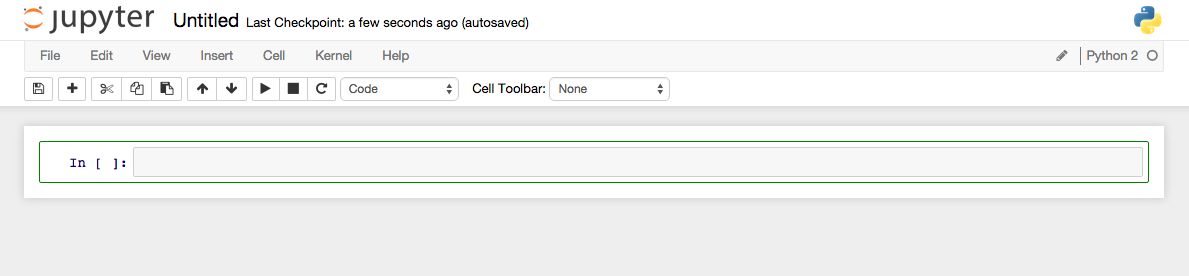 jupyter Untitled Last Checkpoint: a few seconds ago (autosaved)
File Edit View Insert Cell Kernel Help Python 2
Code Cell Toolbar: None
In [ ]: